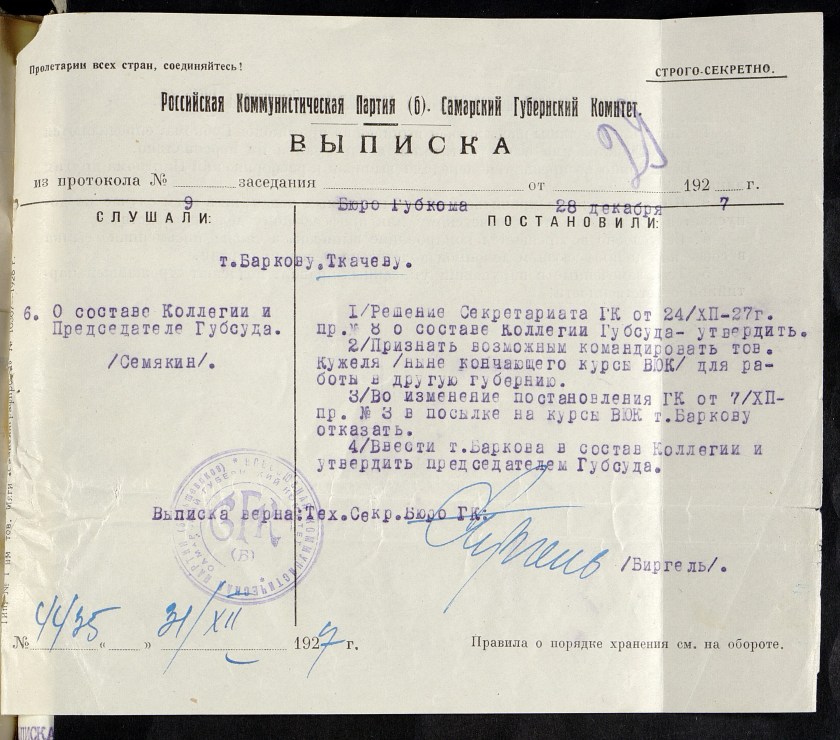 Пролетарии всех стран, соединяйтесь!
СТРОГО-СЕКРЕТНО.
Российская Коммунистическая Партия (б). Самарский Губернский Комитет.
ВЫПИСКА
из протокола № 9 заседания Бюро Губкома от 28 декабря 1927 г.
СЛУШАЛИ:
ПОСТАНОВИЛИ:
т.Баркову, Ткачеву.
6. О составе Коллегии и
Председателе Губсуда.
/Семякин/.
1/Решение Секретариата ГК от 24/ХП-27г.
пр.№ 8 о составе Коллегии Губсуда- утвердить.
2/Признать возможным командировать тов.
Кужеля /ныне кончающего курсы ВЮК/ для ра-
боты в другую губернию.
3/Во изменение постановления ГК от 7/ХП-
пр. № 3 в посылке на курсы ВЮК т.Баркову
отказать.
4/Ввести т.Баркова в состав Коллегии и
утвердить председателем Губсуда.
Выписка верна:Тех.Секр.Бюро ГК:
/Биргель/.
№ 4435 « » 31/XII 1927 г.
Правила о порядке хранения см. на обороте.